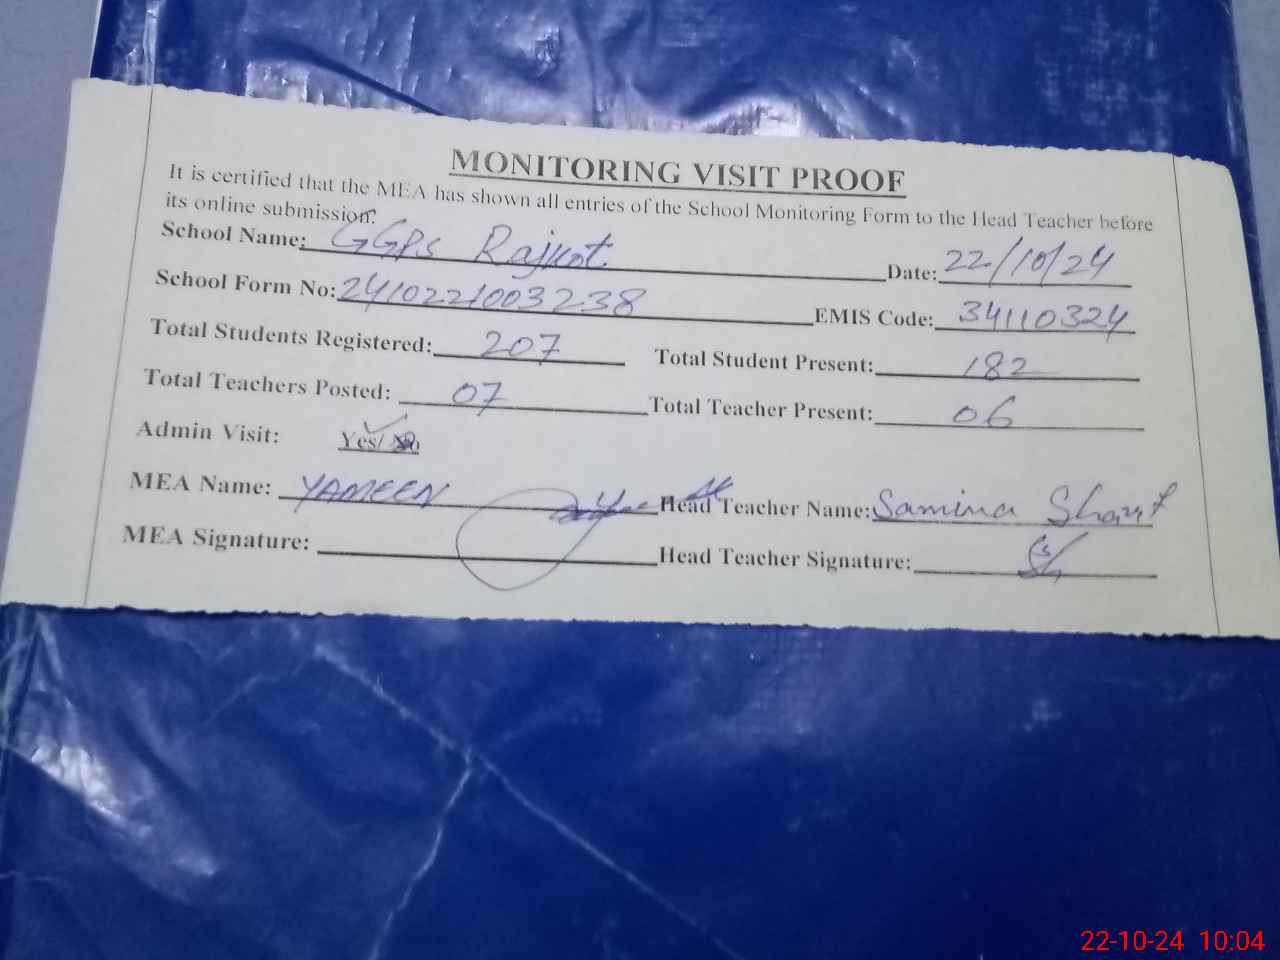 MONITORING VISIT PROOF
It is certified that the MEA has shown all entries of the School Monitoring Form to the Head Teacher before
its online submission.
School Name: GGPS Rajkot Date: 22/10/24
School Form No: 2410221003238 EMIS Code: 34110324
Total Students Registered: 207 Total Student Present: 182
Total Teachers Posted: 07 Total Teacher Present: 06
Admin Visit: Yes/ No
MEA Name: YAMEEN Head Teacher Name: Samina Sharif
MEA Signature: Head Teacher Signature:
22-10-24 10:04